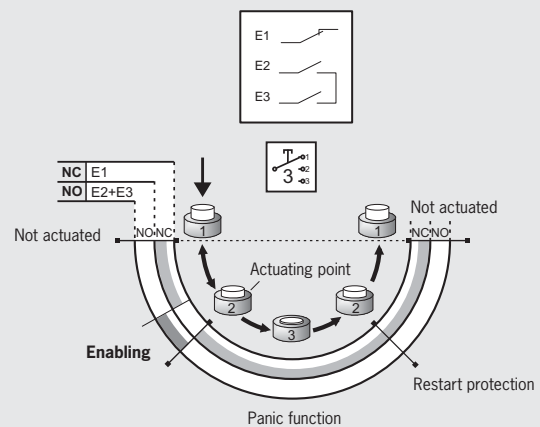 E1
E2
E3
1
2
3
3
NC E1
NO E2+E3
Not actuated
Not actuated
NO NC
NC NO
1
1
Actuating point
2
2
3
Enabling
Restart protection
Panic function